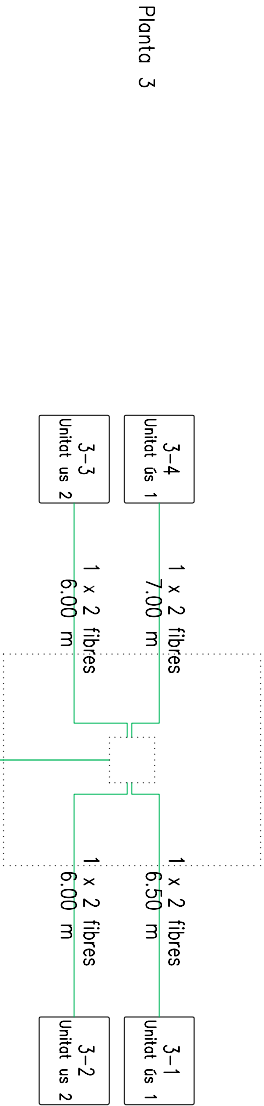 Planta 3
3-4
Unitat ús 1
1 x 2 fibres
7.00 m
1 x 2 fibres
6.50 m
3-1
Unitat ús 1
3-3
Unitat us 2
1 x 2 fibres
6.00 m
1 x 2 fibres
6.00 m
3-2
Unitat us 2